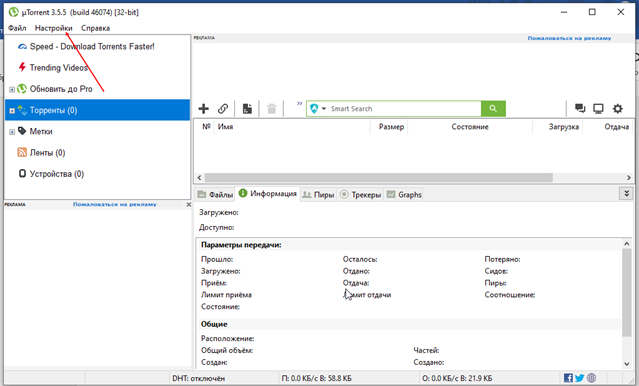 µTorrent 3.5.5 (build 46074) [32-bit]
Файл Настройки Справка
РЕКЛАМА Пожаловаться на рекламу
Speed - Download Torrents Faster!
Trending Videos
Обновить до Pro
Торренты (0)
Метки
Ленты (0)
Устройства (0)
Smart Search
№ Имя Размер Состояние Загрузка Отдача
РЕКЛАМА Пожаловаться на рекламу
Файлы Информация Пиры Трекеры Graphs
Загружено:
Доступно:
Параметры передачи:
Прошло: Осталось: Потеряно:
Загружено: Отдано: Сидов:
Приём: Отдача: Пиры:
Лимит приёма Лимит отдачи Соотношение:
Состояние:
Общие
Расположение:
Общий объём: Частей:
Создан: Создано:
DHT: отключён П: 0.0 КБ/с В: 58.8 КБ О: 0.0 КБ/с В: 21.9 КБ